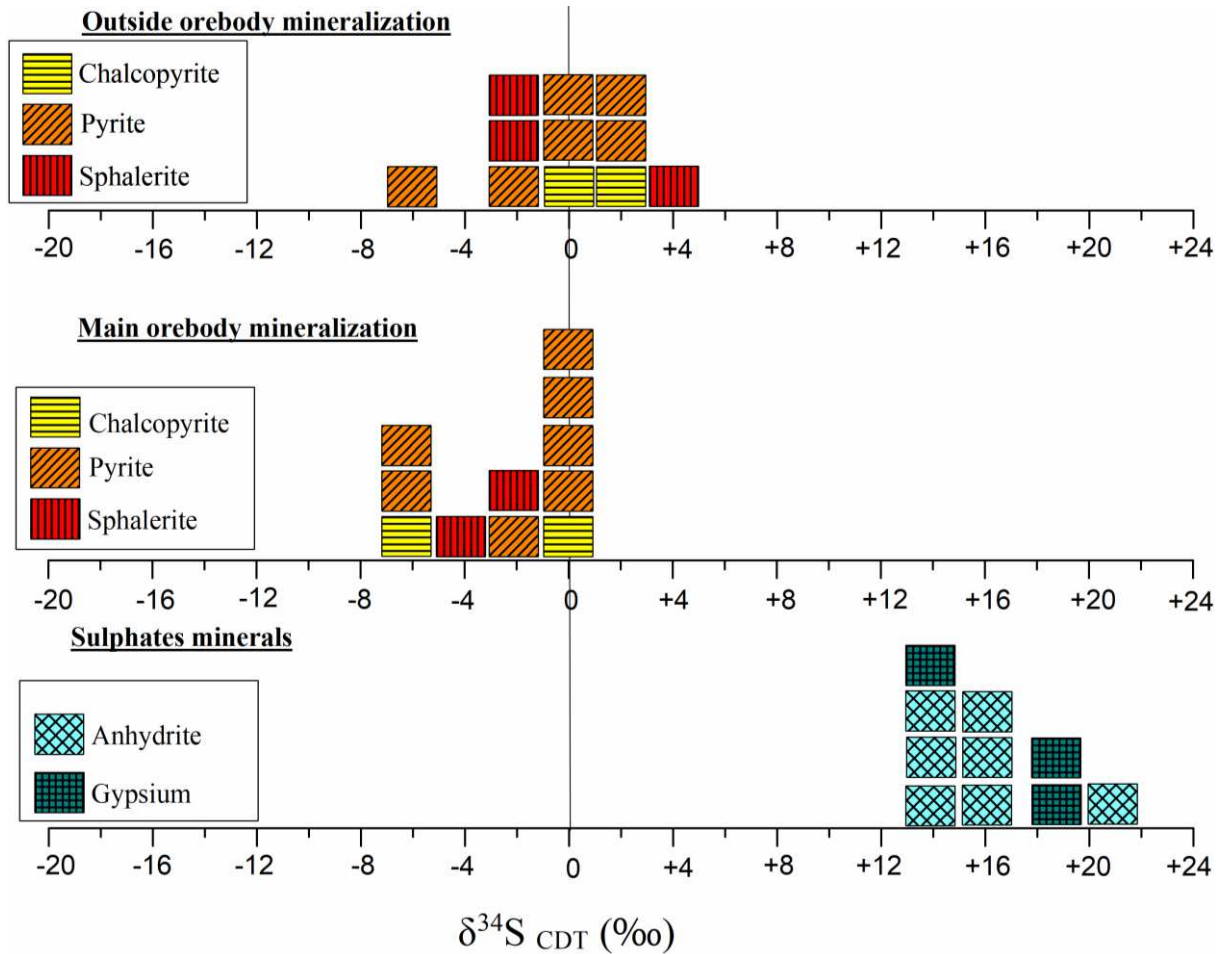 Outside orebody mineralization
Chalcopyrite
Pyrite
Sphalerite
-20 -16 -12 -8 -4 0 +4 +8 +12 +16 +20 +24
Main orebody mineralization
Chalcopyrite
Pyrite
Sphalerite
-20 -16 -12 -8 -4 0 +4 +8 +12 +16 +20 +24
Sulphates minerals
Anhydrite
Gypsium
-20 -16 -12 -8 -4 0 +4 +8 +12 +16 +20 +24
δ³⁴S CDT (‰)